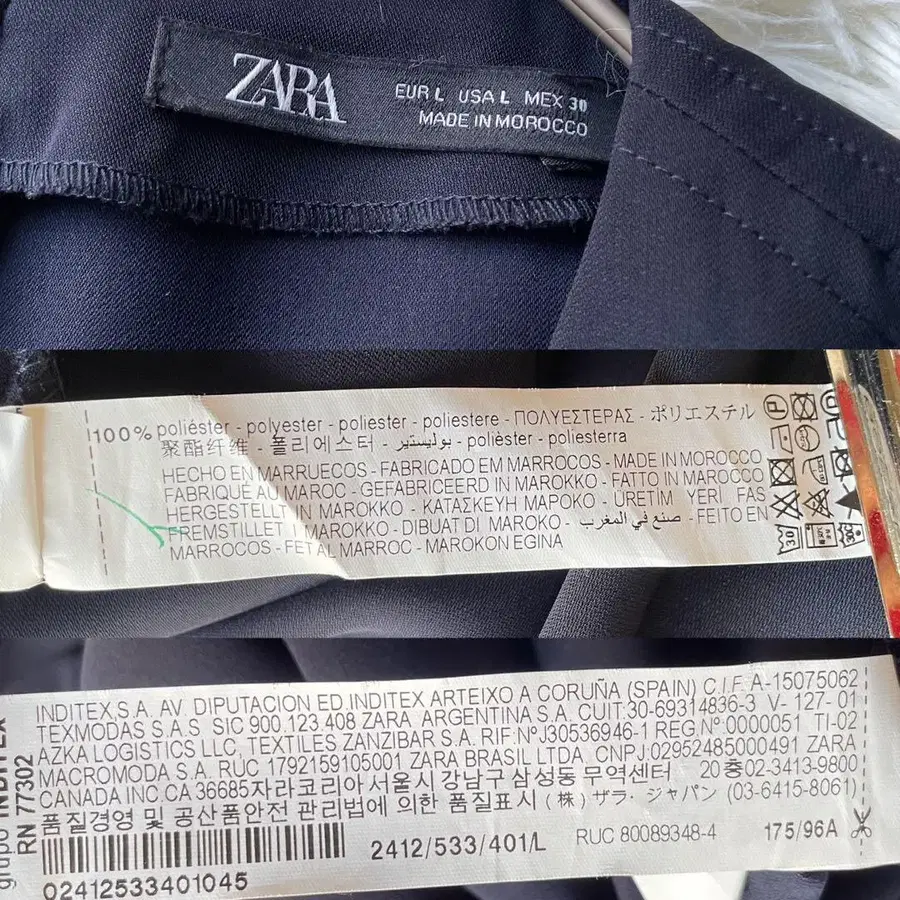 ZARA
EUR L USA L MEX 30
MADE IN MOROCCO
100% poliéster - polyester - poliester - poliestere - ΠΟΛΥΕΣΤΕΡΑΣ - ポリエステル
聚酯纤维 - 폴리에스터 - بوليستير - polièster - poliesterra
HECHO EN MARRUECOS - FABRICADO EM MARROCOS - MADE IN MOROCCO
FABRIQUÉ AU MAROC - GEFABRICEERD IN MAROKKO - FATTO IN MAROCCO
HERGESTELLT IN MAROKKO - ΚΑΤΑΣΚΕΥΗ ΜΑΡΟΚΟ - ÜRETİM YERİ FAS
FREMSTILLET I MAROKKO - DIBUAT DI MAROKO - صنع في المغرب - FEITO EN
MARROCOS - FET AL MARROC - MAROKON EGINA
30
grupo INDITEX
RN 77302
INDITEX,S.A. AV. DIPUTACION ED.INDITEX ARTEIXO A CORUÑA (SPAIN) C.I.F. A-15075062
TEXMODAS S.A.S. SIC 900.123.408 ZARA ARGENTINA S.A. CUIT:30-69314836-3 V-127-01
AZKA LOGISTICS LLC. TEXTILES ZANZIBAR S.A. RIF:NºJ30536946-1 REG.Nº0000051 TI-02
MACROMODA S.A. RUC 1792159105001 ZARA BRASIL LTDA. CNPJ:02952485000491 ZARA
CANADA INC.CA 36685자라코리아 서울시 강남구 삼성동 무역센터 20층02-3413-9800
품질경영 및 공산품안전 관리법에 의한 품질표시 (株) ザラ・ジャパン (03-6415-8061)
2412/533/401/L RUC 80089348-4 175/96A
02412533401045